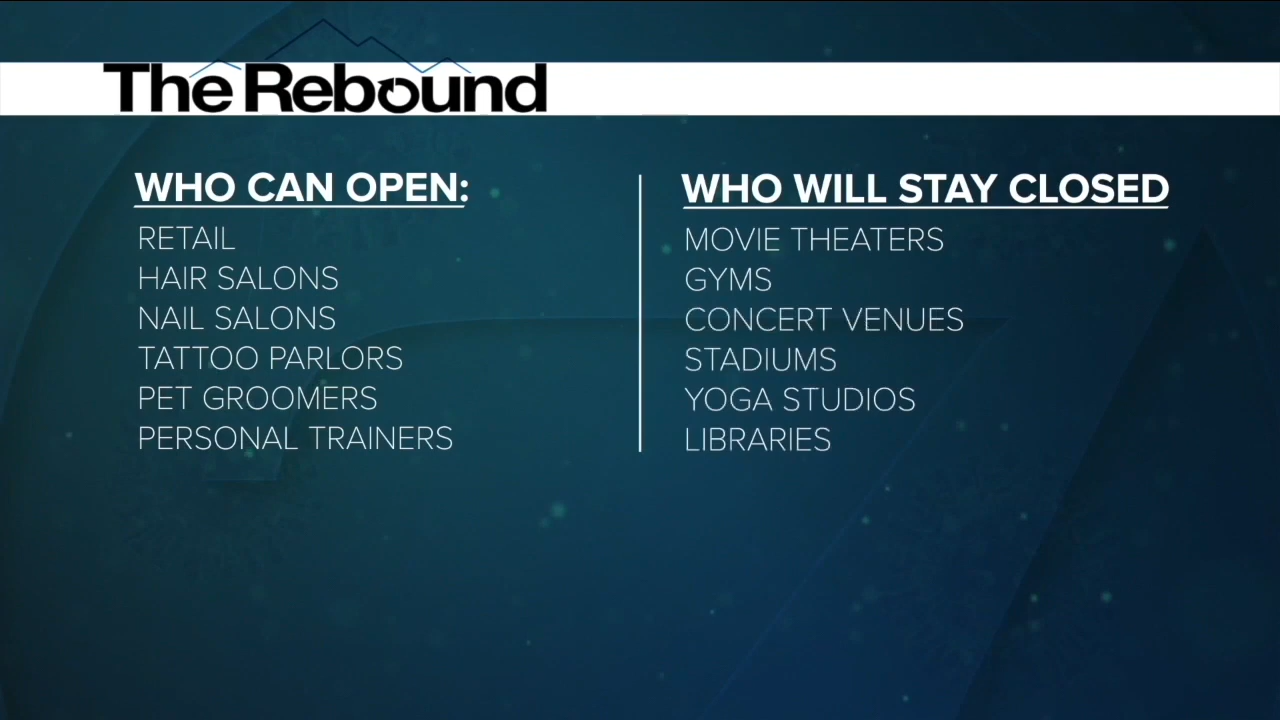 The Rebound
WHO CAN OPEN:
RETAIL
HAIR SALONS
NAIL SALONS
TATTOO PARLORS
PET GROOMERS
PERSONAL TRAINERS
WHO WILL STAY CLOSED
MOVIE THEATERS
GYMS
CONCERT VENUES
STADIUMS
YOGA STUDIOS
LIBRARIES